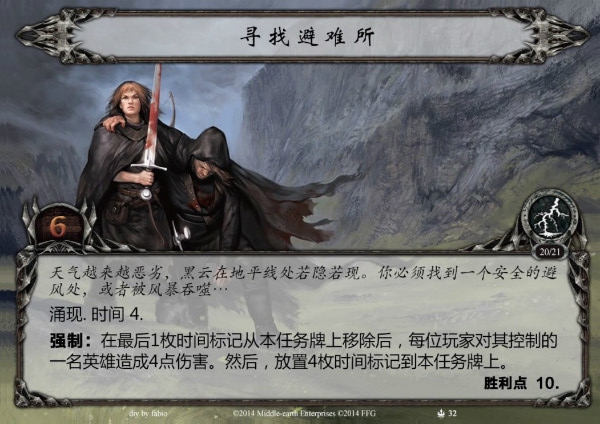 寻找避难所
6
20/21
天气越来越恶劣，黑云在地平线处若隐若现。你必须找到一个安全的避
风处，或者被风暴吞噬…
涌现. 时间 4.
强制：在最后1枚时间标记从本任务牌上移除后，每位玩家对其控制的
一名英雄造成4点伤害。然后，放置4枚时间标记到本任务牌上。
胜利点 10.
diy by fabio
©2014 Middle-earth Enterprises ©2014 FFG
32